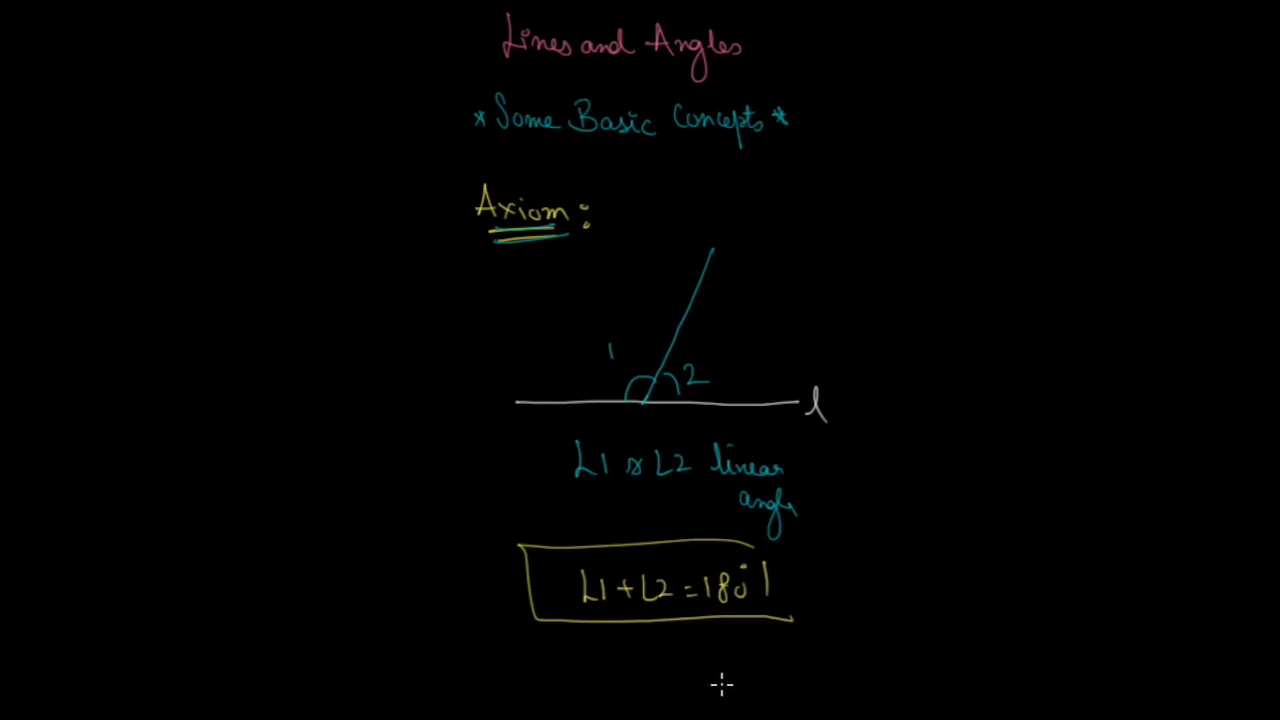 Lines and Angles
*Some Basic Concepts*
Axiom:
1
2
l
∠1 & ∠2 linear
angle
∠1+∠2=180°